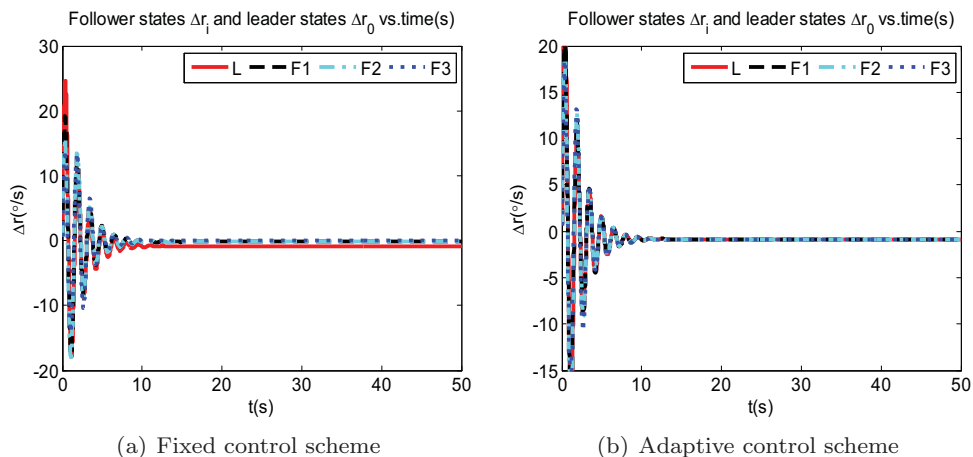 Follower states Δr_i and leader states Δr_0 vs.time(s)
30
20
10
0
-10
-20
Δr(°/s)
L F1 F2 F3
0 10 20 30 40 50
t(s)
(a) Fixed control scheme
Follower states Δr_i and leader states Δr_0 vs.time(s)
20
15
10
5
0
-5
-10
-15
Δr(°/s)
L F1 F2 F3
0 10 20 30 40 50
t(s)
(b) Adaptive control scheme